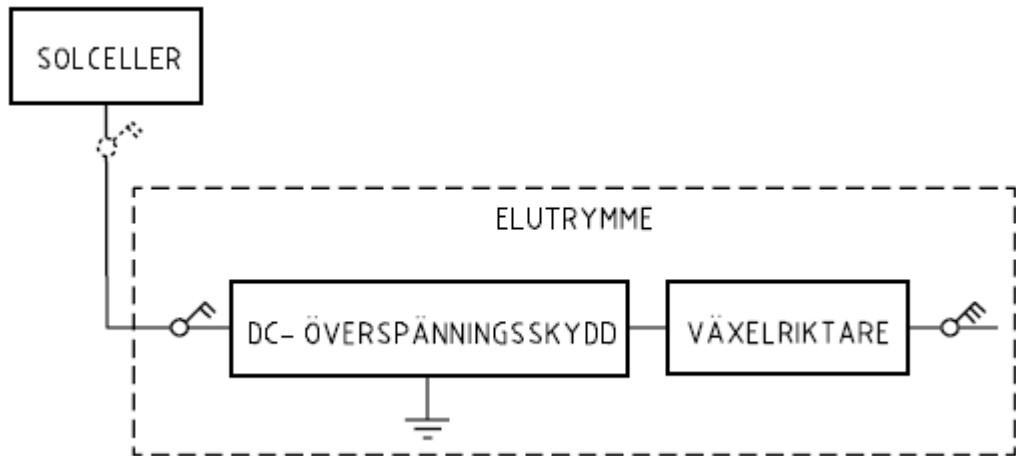 SOLCELLER
ELUTRYMME
DC- ÖVERSPÄNNINGSSKYDD
VÄXELRIKTARE